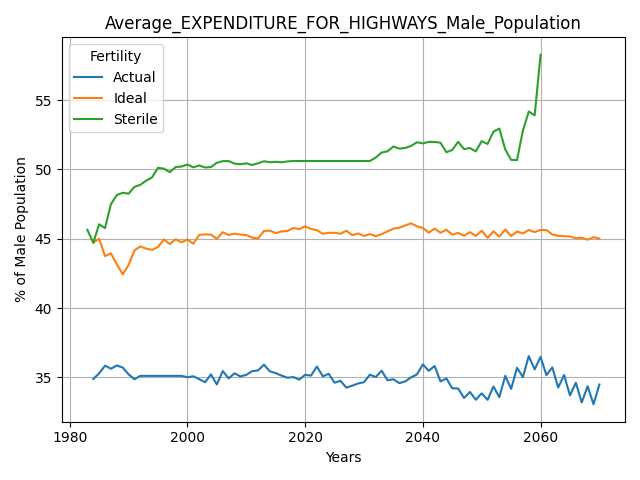 Average_EXPENDITURE_FOR_HIGHWAYS_Male_Population
Fertility
Actual
Ideal
Sterile
% of Male Population
55
50
45
40
35
1980
2000
2020
2040
2060
Years